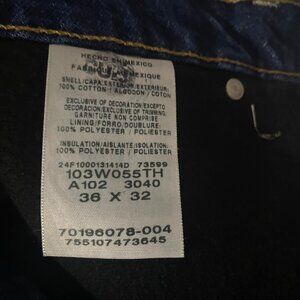 HECHO EN MEXICO
FABRIQUE AU MEXIQUE
SHELL/CAPA EXTERIOR/EXTERIEUR:
100% COTTON / ALGODON / COTON
EXCLUSIVE OF DECORATION/EXCEPTO
DECORACION/EXCLUSIVE OF TRIMMING,
GARNITURE NON COMPRISE
LINING/FORRO/DOUBLURE:
100% POLYESTER / POLIESTER
INSULATION/AISLANTE/ISOLATION:
100% POLYESTER / POLIESTER
24F1000131414D 73599
103W055TH
A102 3040
36 X 32
70196078-004
755107473645